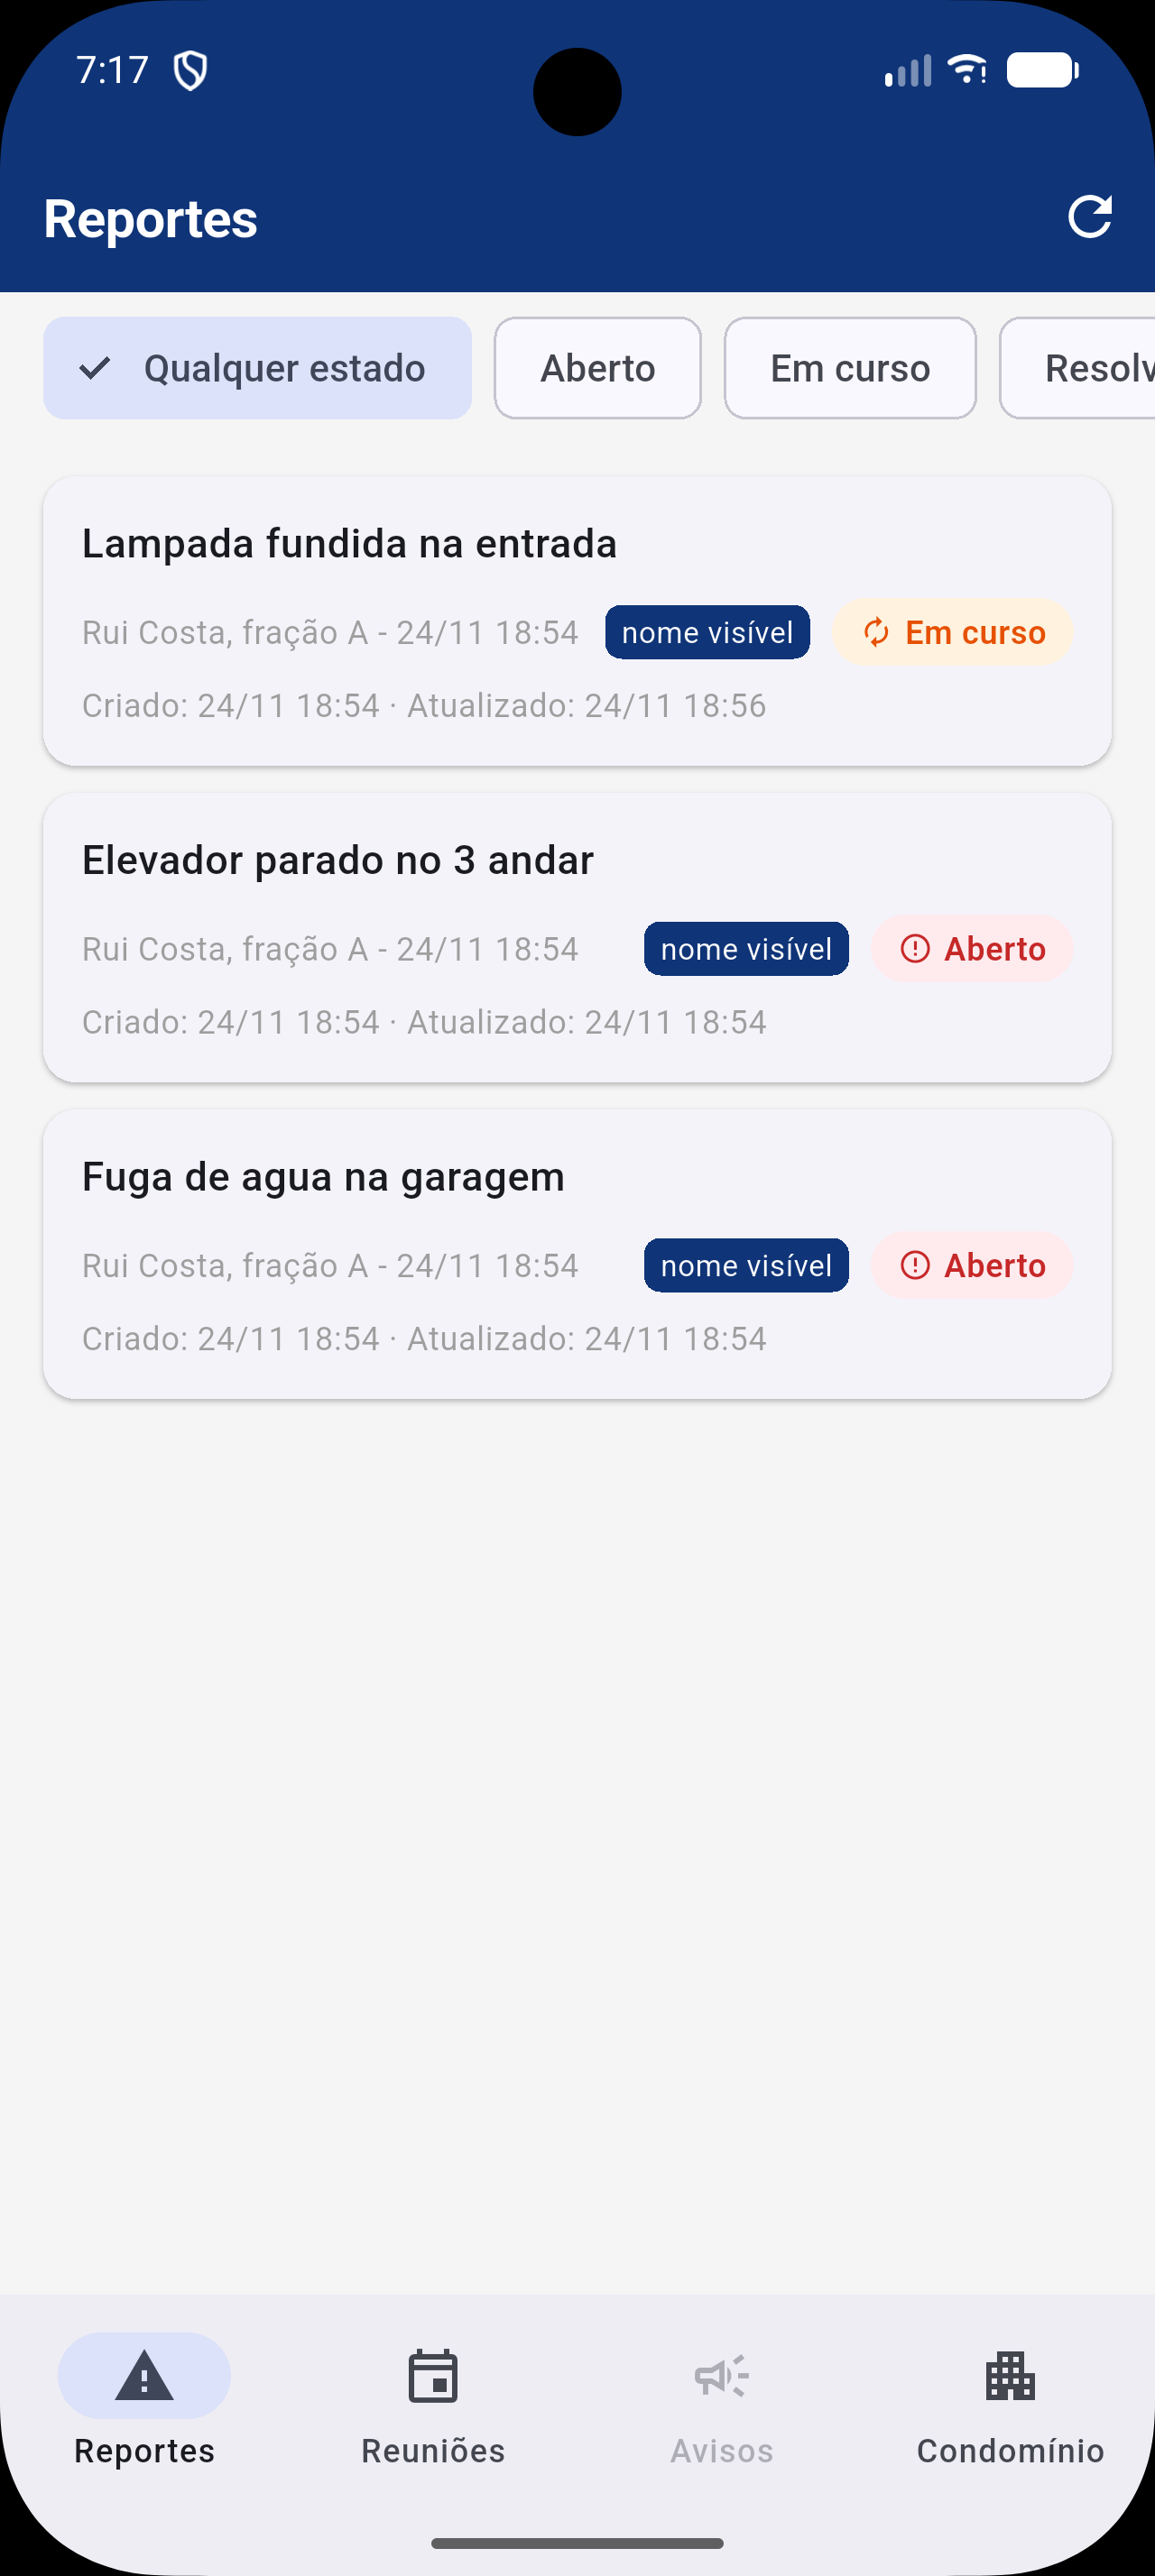 7:17
Reportes
Qualquer estado
Aberto
Em curso
Resolv
Lampada fundida na entrada
Rui Costa, fração A - 24/11 18:54 nome visível Em curso
Criado: 24/11 18:54 · Atualizado: 24/11 18:56
Elevador parado no 3 andar
Rui Costa, fração A - 24/11 18:54 nome visível Aberto
Criado: 24/11 18:54 · Atualizado: 24/11 18:54
Fuga de agua na garagem
Rui Costa, fração A - 24/11 18:54 nome visível Aberto
Criado: 24/11 18:54 · Atualizado: 24/11 18:54
Reportes
Reuniões
Avisos
Condomínio